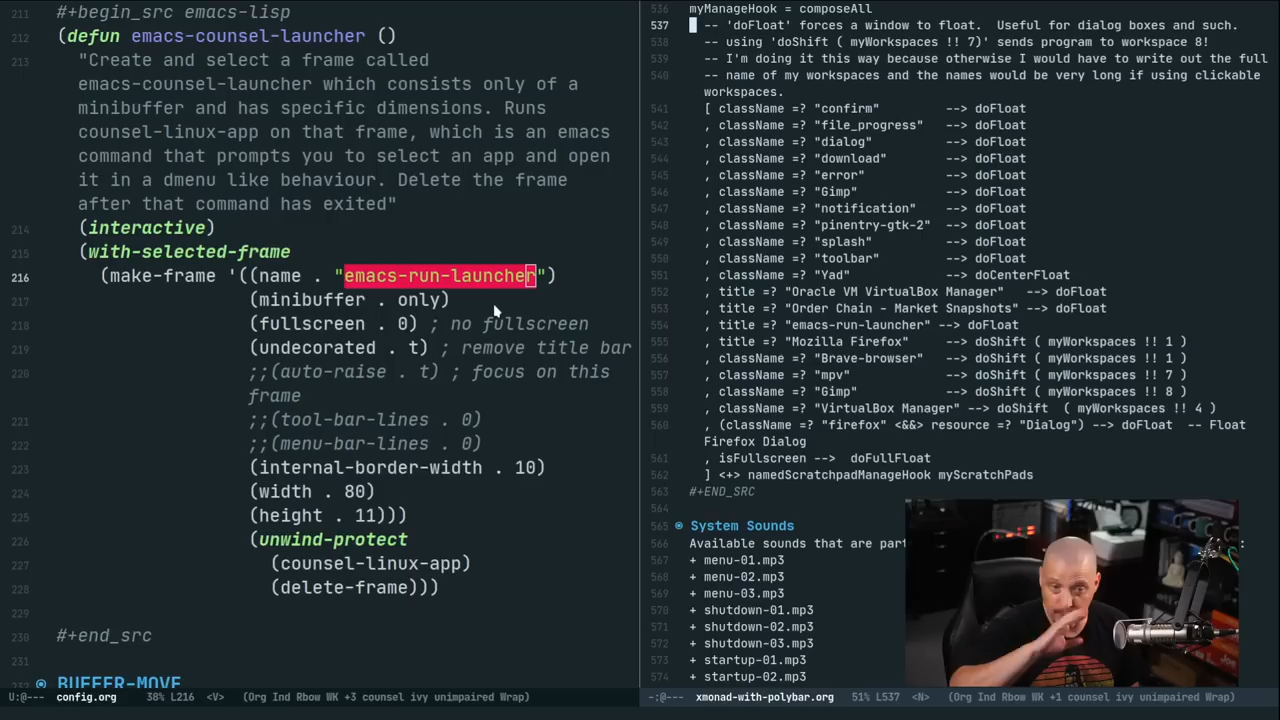 211 #+begin_src emacs-lisp
212 (defun emacs-counsel-launcher ()
213 "Create and select a frame called
emacs-counsel-launcher which consists only of a
minibuffer and has specific dimensions. Runs
counsel-linux-app on that frame, which is an emacs
command that prompts you to select an app and open
it in a dmenu like behaviour. Delete the frame
after that command has exited"
214 (interactive)
215 (with-selected-frame
216 (make-frame '((name . "emacs-run-launcher")
217 (minibuffer . only)
218 (fullscreen . 0) ; no fullscreen
219 (undecorated . t) ; remove title bar
220 ;;(auto-raise . t) ; focus on this
frame
221 ;;(tool-bar-lines . 0)
222 ;;(menu-bar-lines . 0)
223 (internal-border-width . 10)
224 (width . 80)
225 (height . 11)))
226 (unwind-protect
227 (counsel-linux-app)
228 (delete-frame)))
229
230 #+end_src
231
232 BUFFER-MOVE
U:@--- config.org 38% L216 <V> (Org Ind Rbow WK +3 counsel ivy unimpaired Wrap)
536 myManageHook = composeAll
537 -- 'doFloat' forces a window to float. Useful for dialog boxes and such.
538 -- using 'doShift ( myWorkspaces !! 7)' sends program to workspace 8!
539 -- I'm doing it this way because otherwise I would have to write out the full
540 -- name of my workspaces and the names would be very long if using clickable
workspaces.
541 [ className =? "confirm" --> doFloat
542 , className =? "file_progress" --> doFloat
543 , className =? "dialog" --> doFloat
544 , className =? "download" --> doFloat
545 , className =? "error" --> doFloat
546 , className =? "Gimp" --> doFloat
547 , className =? "notification" --> doFloat
548 , className =? "pinentry-gtk-2" --> doFloat
549 , className =? "splash" --> doFloat
550 , className =? "toolbar" --> doFloat
551 , className =? "Yad" --> doCenterFloat
552 , title =? "Oracle VM VirtualBox Manager" --> doFloat
553 , title =? "Order Chain - Market Snapshots" --> doFloat
554 , title =? "emacs-run-launcher" --> doFloat
555 , title =? "Mozilla Firefox" --> doShift ( myWorkspaces !! 1 )
556 , className =? "Brave-browser" --> doShift ( myWorkspaces !! 1 )
557 , className =? "mpv" --> doShift ( myWorkspaces !! 7 )
558 , className =? "Gimp" --> doShift ( myWorkspaces !! 8 )
559 , className =? "VirtualBox Manager" --> doShift ( myWorkspaces !! 4 )
560 , (className =? "firefox" <&&> resource =? "Dialog") --> doFloat -- Float
Firefox Dialog
561 , isFullscreen --> doFullFloat
562 ] <+> namedScratchpadManageHook myScratchPads
563 #+END_SRC
564
565 System Sounds
566 Available sounds that are part :
567 + menu-01.mp3
568 + menu-02.mp3
569 + menu-03.mp3
570 + shutdown-01.mp3
571 + shutdown-02.mp3
572 + shutdown-03.mp3
573 + startup-01.mp3
574 + startup-02.mp3
-:@--- xmonad-with-polybar.org 51% L537 <N> (Org Ind Rbow WK +1 counsel ivy unimpaired Wrap)